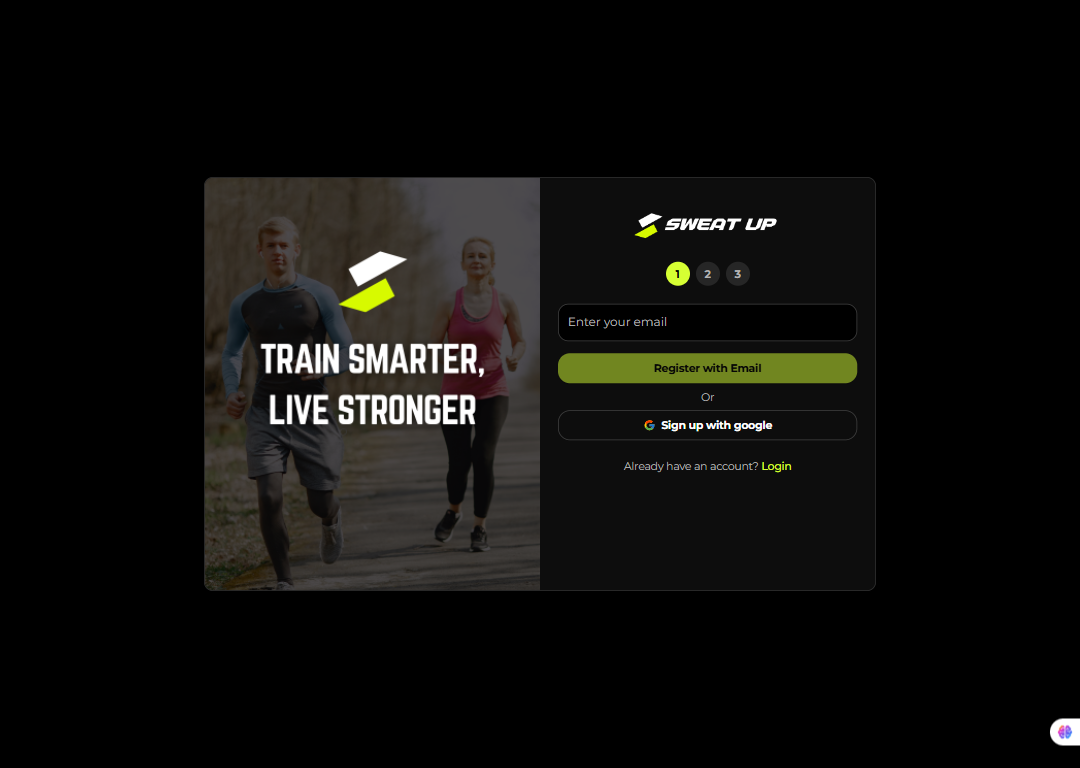 TRAIN SMARTER,
LIVE STRONGER
SWEAT UP
1 2 3
Enter your email
Register with Email
Or
Sign up with google
Already have an account? Login